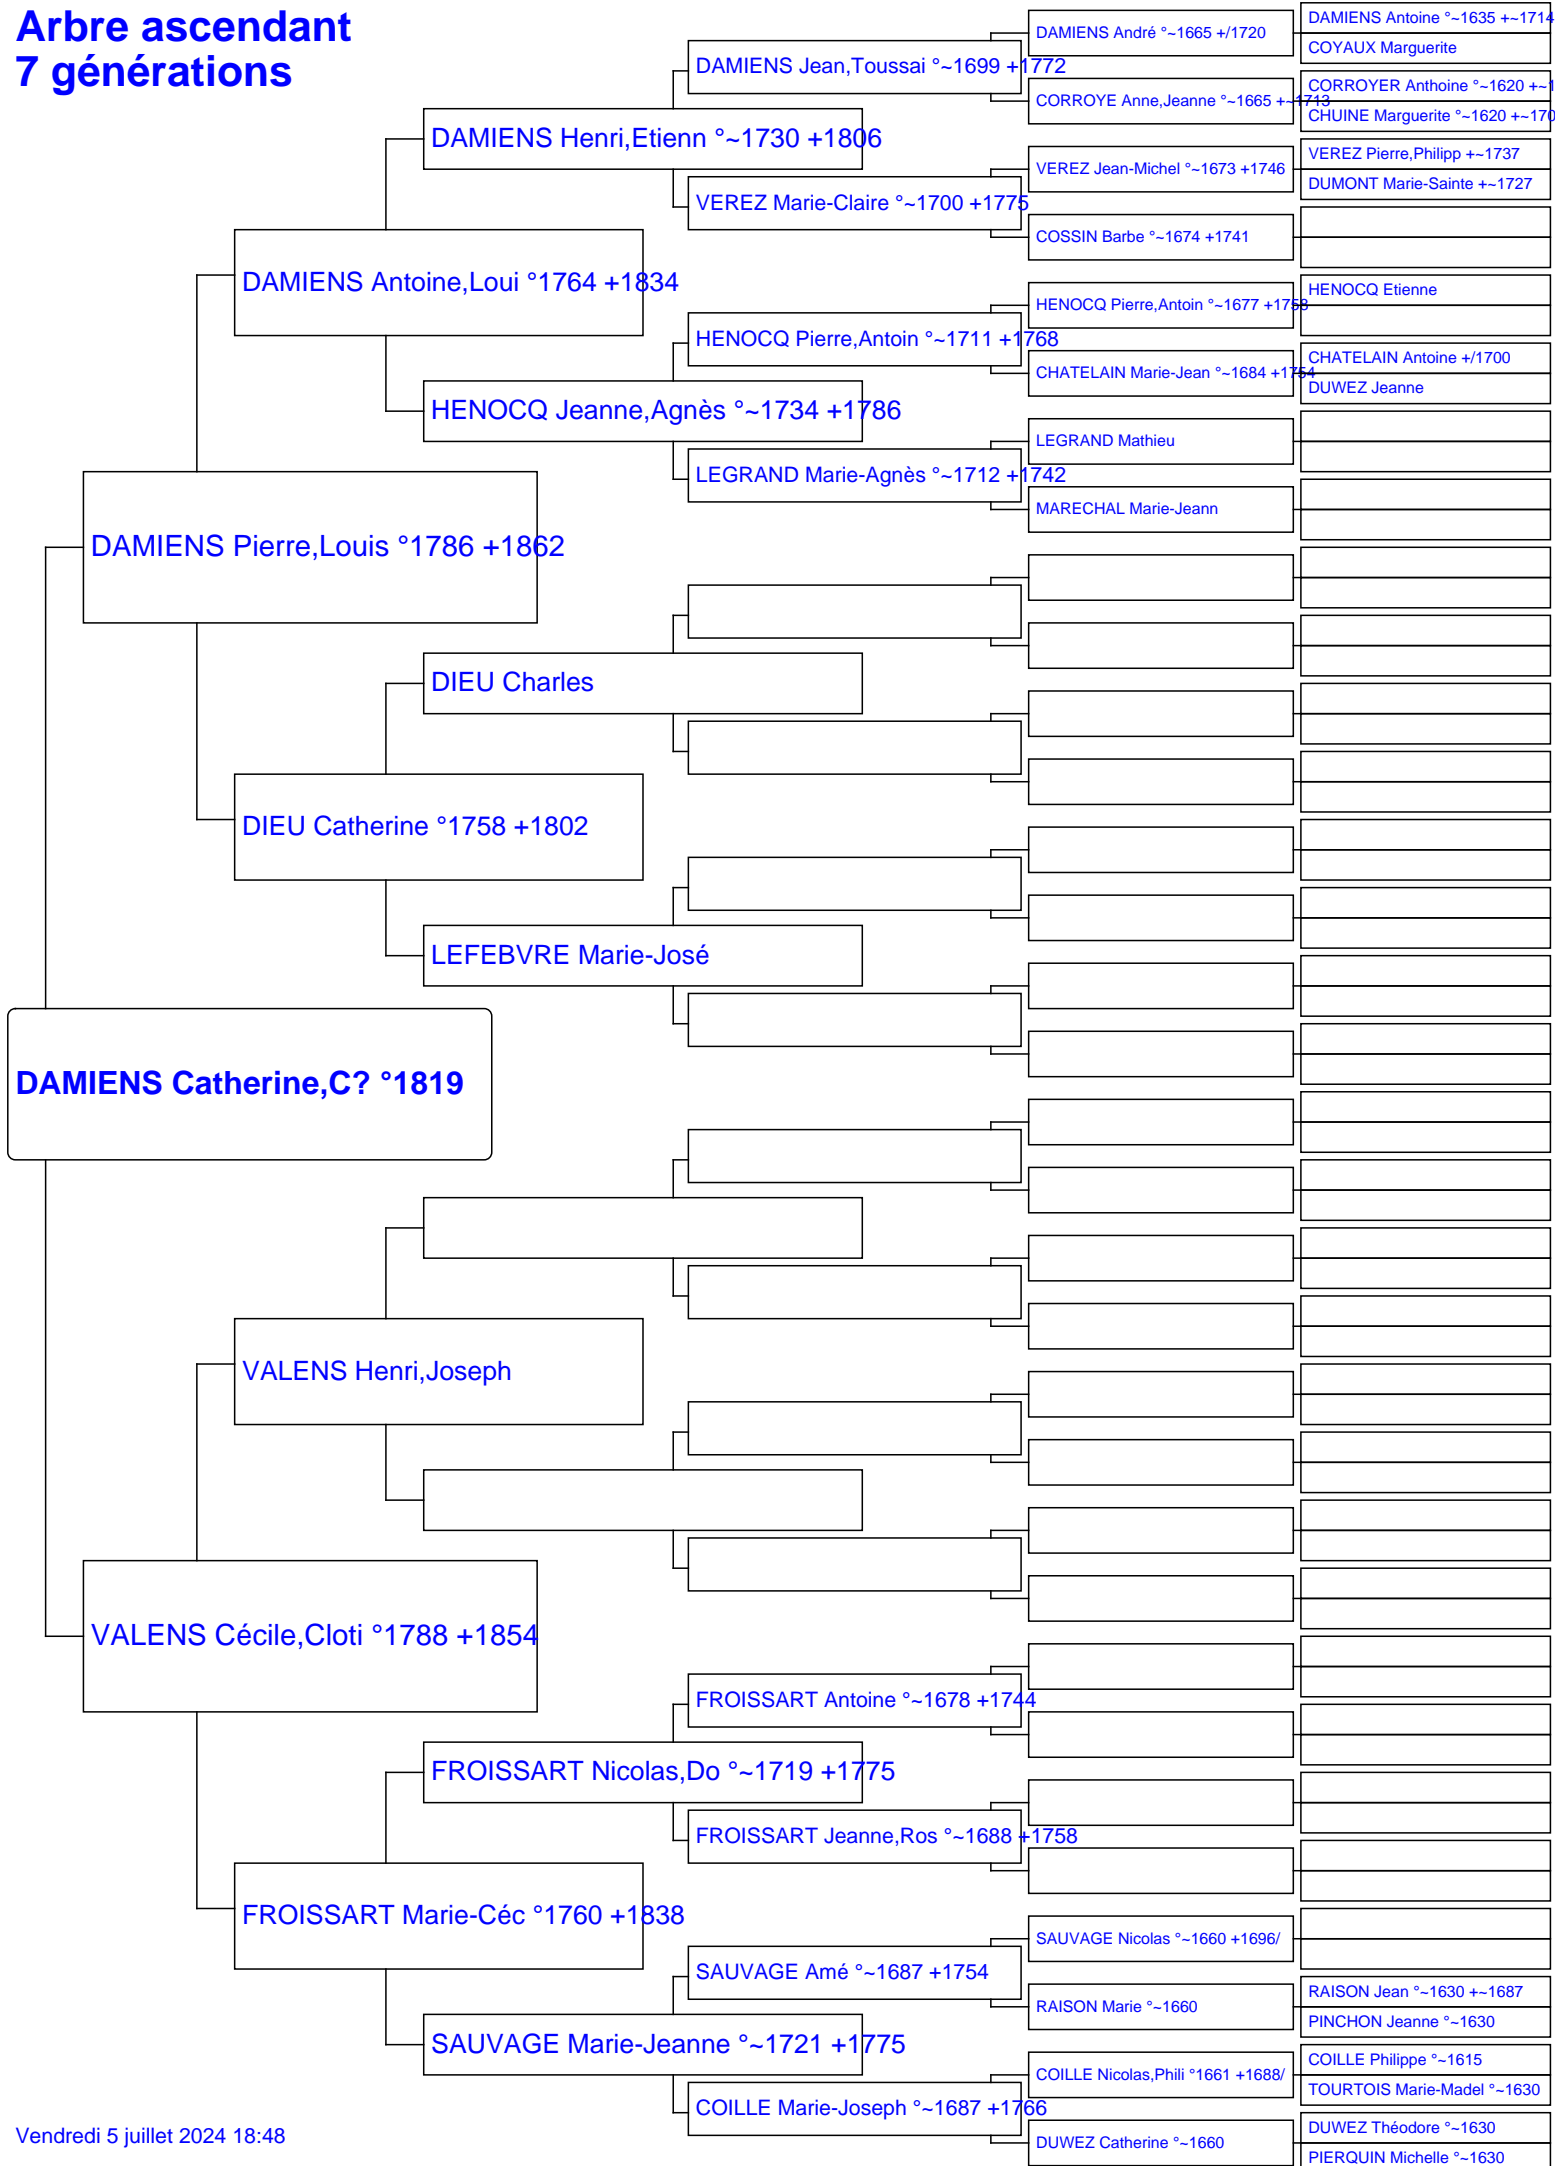 Arbre ascendant
7 générations
DAMIENS Antoine °~1635 +~1714
DAMIENS André °~1665 +/1720
COYAUX Marguerite
DAMIENS Jean,Toussai °~1699 +1772
CORROYER Anthoine °~1620 +~1
CORROYE Anne,Jeanne °~1665 +~1713
CHUINE Marguerite °~1620 +~170
DAMIENS Henri,Etienn °~1730 +1806
VEREZ Pierre,Philipp +~1737
VEREZ Jean-Michel °~1673 +1746
DUMONT Marie-Sainte +~1727
VEREZ Marie-Claire °~1700 +1775
COSSIN Barbe °~1674 +1741
DAMIENS Antoine,Loui °1764 +1834
HENOCQ Etienne
HENOCQ Pierre,Antoin °~1677 +1758
HENOCQ Pierre,Antoin °~1711 +1768
CHATELAIN Antoine +/1700
CHATELAIN Marie-Jean °~1684 +1754
DUWEZ Jeanne
HENOCQ Jeanne,Agnès °~1734 +1786
LEGRAND Mathieu
LEGRAND Marie-Agnès °~1712 +1742
MARECHAL Marie-Jeann
DAMIENS Pierre,Louis °1786 +1862
DIEU Charles
DIEU Catherine °1758 +1802
LEFEBVRE Marie-José
DAMIENS Catherine,C? °1819
VALENS Henri,Joseph
VALENS Cécile,Cloti °1788 +1854
FROISSART Antoine °~1678 +1744
FROISSART Nicolas,Do °~1719 +1775
FROISSART Jeanne,Ros °~1688 +1758
FROISSART Marie-Céc °1760 +1838
SAUVAGE Nicolas °~1660 +1696/
SAUVAGE Amé °~1687 +1754
RAISON Jean °~1630 +~1687
RAISON Marie °~1660
PINCHON Jeanne °~1630
SAUVAGE Marie-Jeanne °~1721 +1775
COILLE Philippe °~1615
COILLE Nicolas,Phili °1661 +1688/
TOURTOIS Marie-Madel °~1630
COILLE Marie-Joseph °~1687 +1766
DUWEZ Théodore °~1630
DUWEZ Catherine °~1660
PIERQUIN Michelle °~1630
Vendredi 5 juillet 2024 18:48